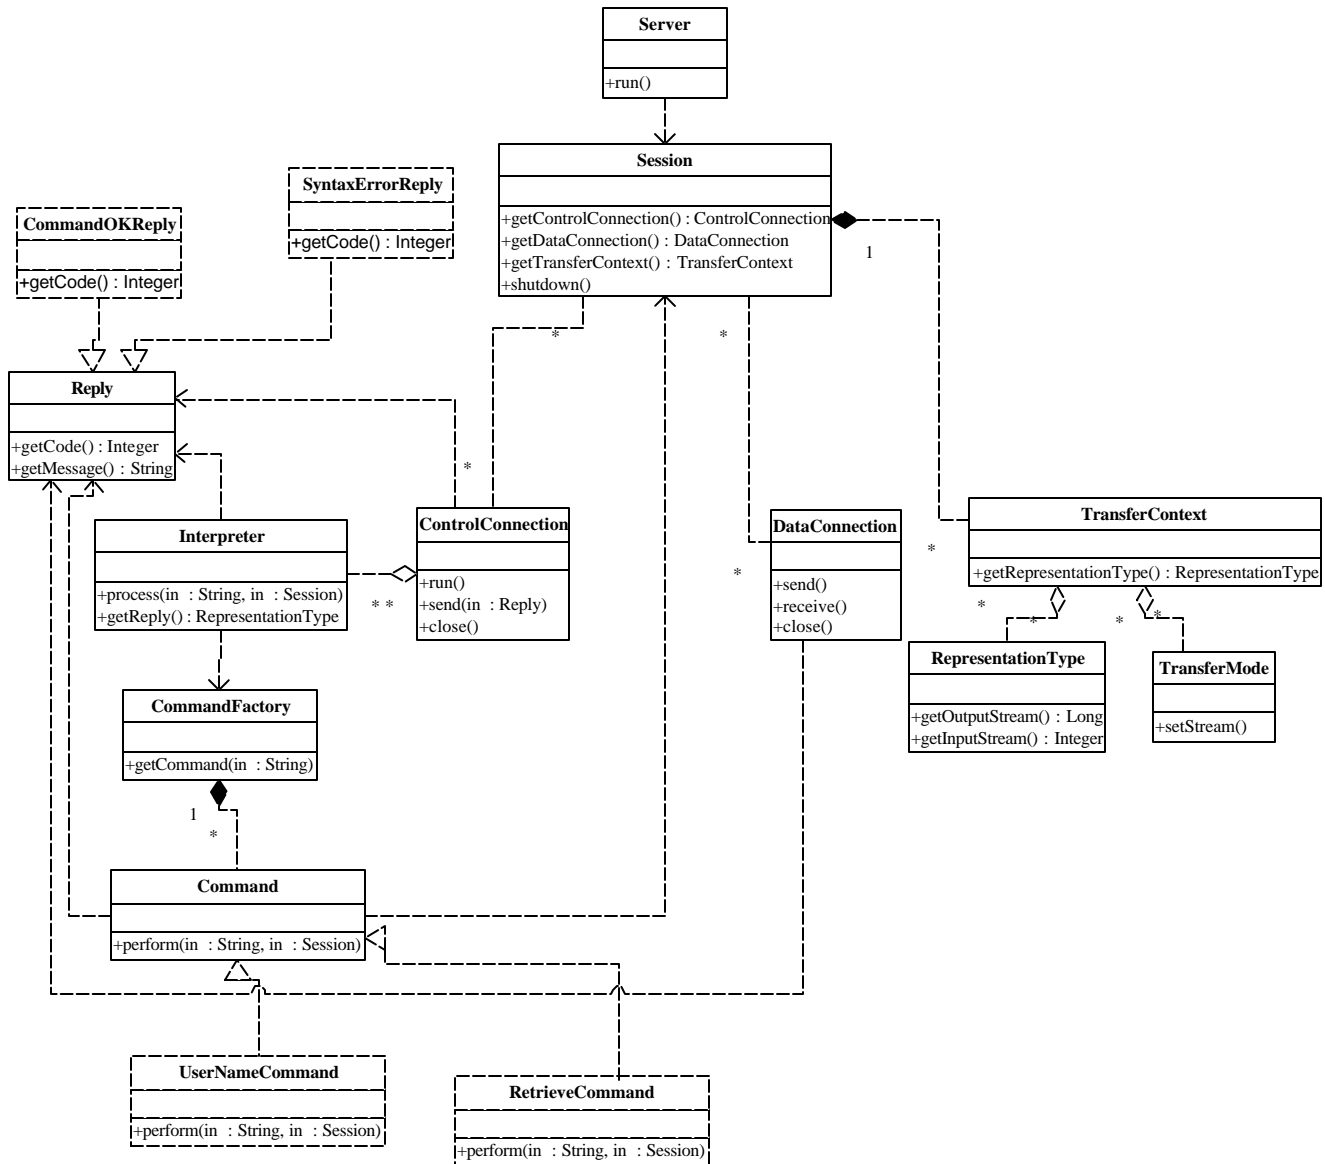 Server
+run()
Session
+getControlConnection() : ControlConnection
+getDataConnection() : DataConnection
+getTransferContext() : TransferContext
+shutdown()
1
*
*
SyntaxErrorReply
+getCode() : Integer
CommandOKReply
+getCode() : Integer
Reply
+getCode() : Integer
+getMessage() : String
*
Interpreter
+process(in : String, in : Session)
+getReply() : RepresentationType
* *
ControlConnection
+run()
+send(in : Reply)
+close()
DataConnection
+send()
+receive()
+close()
*
TransferContext
+getRepresentationType() : RepresentationType
*
*
*
*
*
RepresentationType
+getOutputStream() : Long
+getInputStream() : Integer
TransferMode
+setStream()
CommandFactory
+getCommand(in : String)
1
*
Command
+perform(in : String, in : Session)
UserNameCommand
+perform(in : String, in : Session)
RetrieveCommand
+perform(in : String, in : Session)